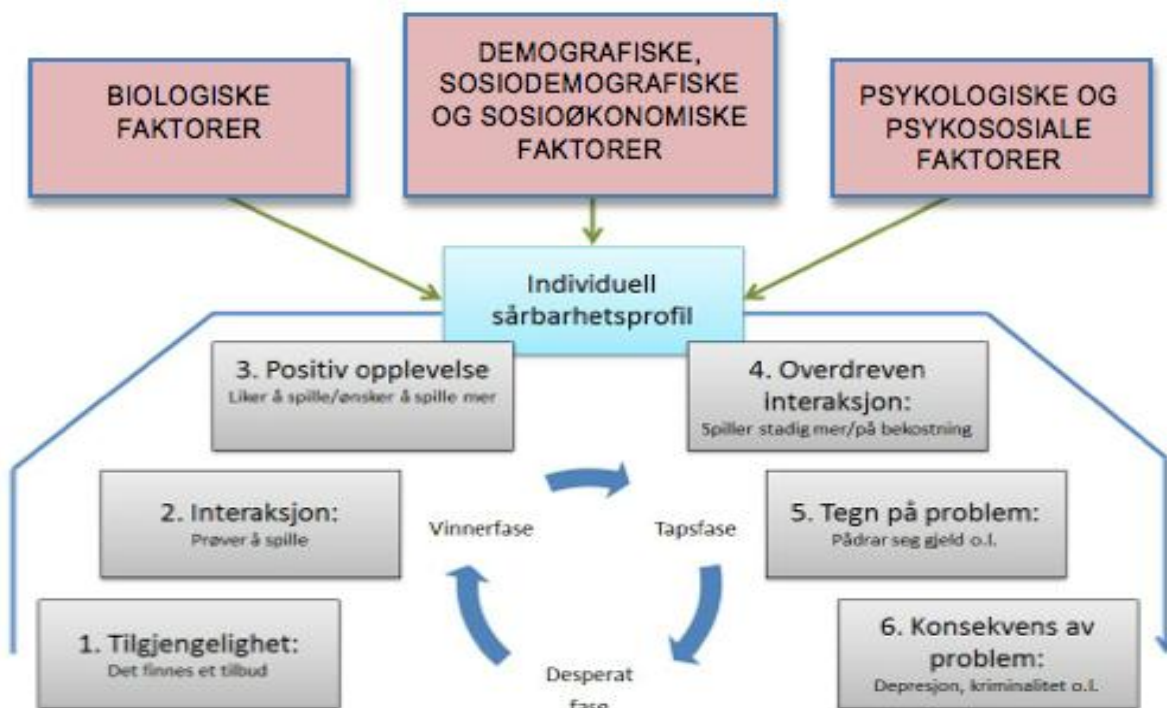 BIOLOGISKE
FAKTORER
DEMOGRAFISKE,
SOSIODEMOGRAFISKE
OG SOSIOØKONOMISKE
FAKTORER
PSYKOLOGISKE OG
PSYKOSOSIALE
FAKTORER
Individuell
sårbarhetsprofil
3. Positiv opplevelse
Liker å spille/ønsker å spille mer
4. Overdreven
interaksjon:
Spiller stadig mer/på bekostning
2. Interaksjon:
Prøver å spille
Vinnerfase
Tapsfase
5. Tegn på problem:
Pådrar seg gjeld o.l.
1. Tilgjengelighet:
Det finnes et tilbud
6. Konsekvens av
problem:
Depresjon, kriminalitet o.l.
Desperat
fase